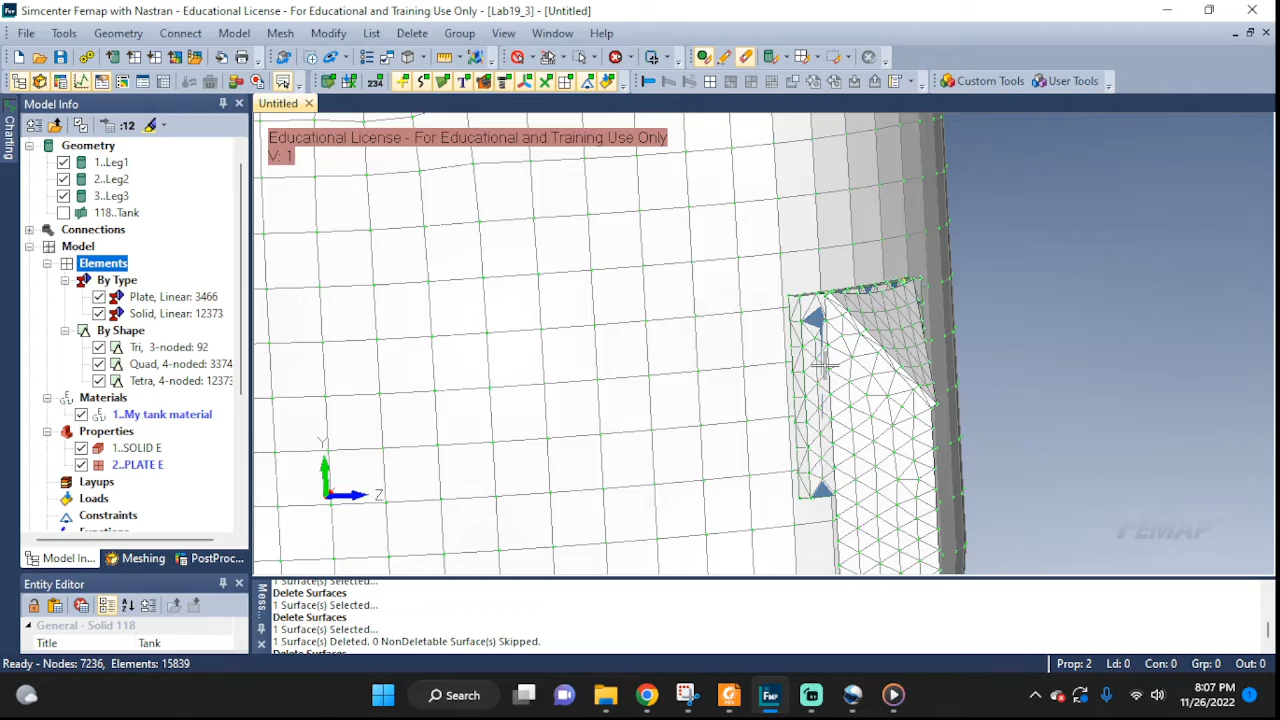 Simcenter Femap with Nastran - Educational License - For Educational and Training Use Only - [Lab19_3] - [Untitled]
File Tools Geometry Connect Model Mesh Modify List Delete Group View Window Help
234
Custom Tools User Tools
Model Info
Untitled
Charting
:12
Educational License - For Educational and Training Use Only
V: 1
Geometry
1..Leg1
2..Leg2
3..Leg3
118..Tank
Connections
Model
Elements
By Type
Plate, Linear: 3466
Solid, Linear: 12373
By Shape
Tri, 3-noded: 92
Quad, 4-noded: 3374
Tetra, 4-noded: 12373
Materials
1..My tank material
Properties
1..SOLID E
2..PLATE E
Layups
Loads
Constraints
Y
Z
FEMAP
Model In... Meshing PostProc...
Entity Editor
General - Solid 118
Title Tank
Mess...
1 Surface(s) Selected...
Delete Surfaces
1 Surface(s) Selected...
Delete Surfaces
1 Surface(s) Selected...
1 Surface(s) Deleted. 0 NonDeletable Surface(s) Skipped.
Delete Surfaces
Ready - Nodes: 7236, Elements: 15839
Prop: 2 Ld: 0 Con: 0 Grp: 0 Out: 0
Search
8:07 PM
11/26/2022